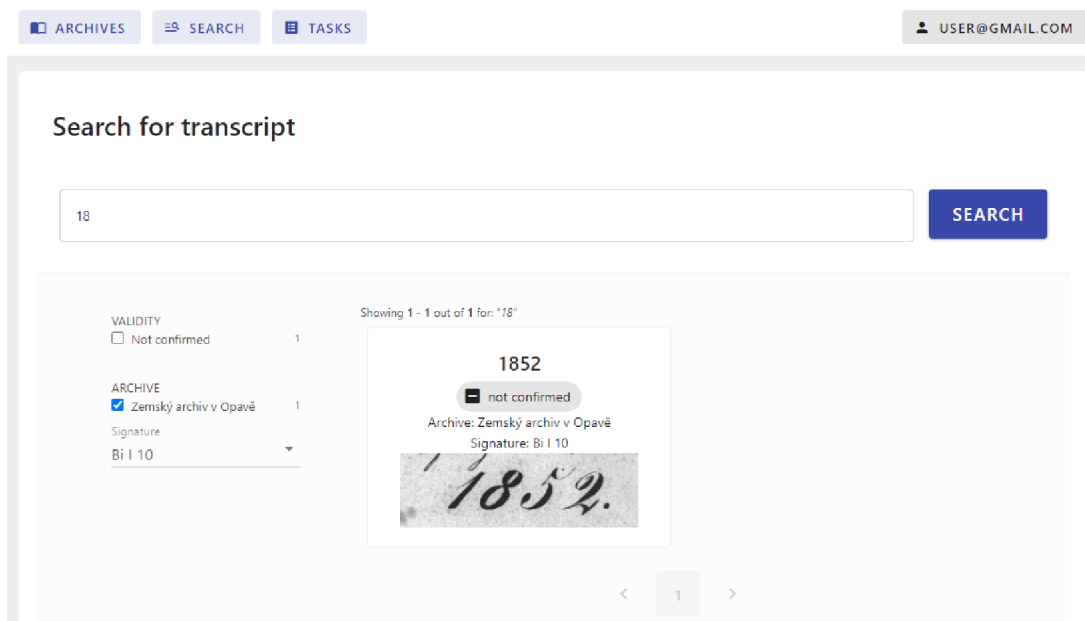 ARCHIVES SEARCH TASKS USER@GMAIL.COM
Search for transcript
18 SEARCH
Showing 1 - 1 out of 1 for: "18"
VALIDITY
Not confirmed 1
ARCHIVE
Zemský archiv v Opavě 1
Signature
Bi I 10
1852
not confirmed
Archive: Zemský archiv v Opavě
Signature: Bi I 10
1852.
1